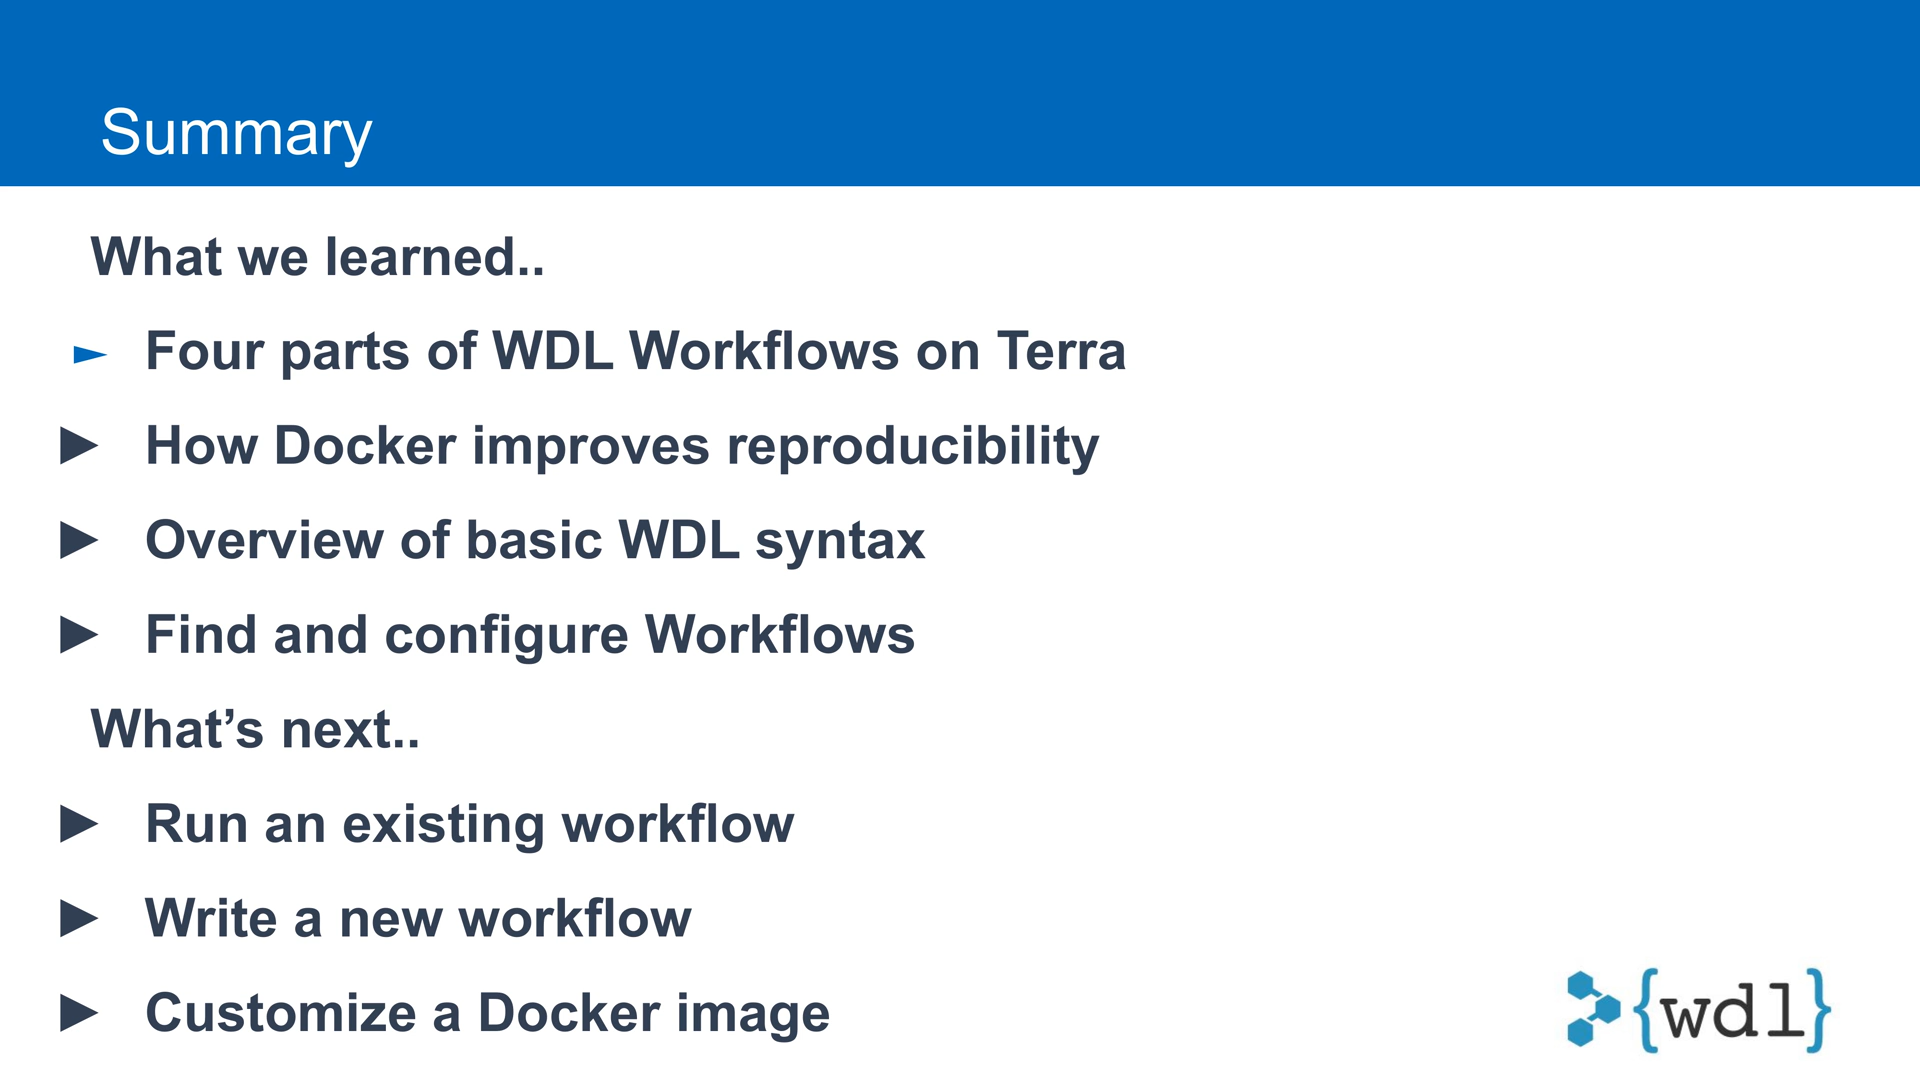 Summary
What we learned..
► Four parts of WDL Workflows on Terra
► How Docker improves reproducibility
► Overview of basic WDL syntax
► Find and configure Workflows
What’s next..
► Run an existing workflow
► Write a new workflow
► Customize a Docker image
{wdl}